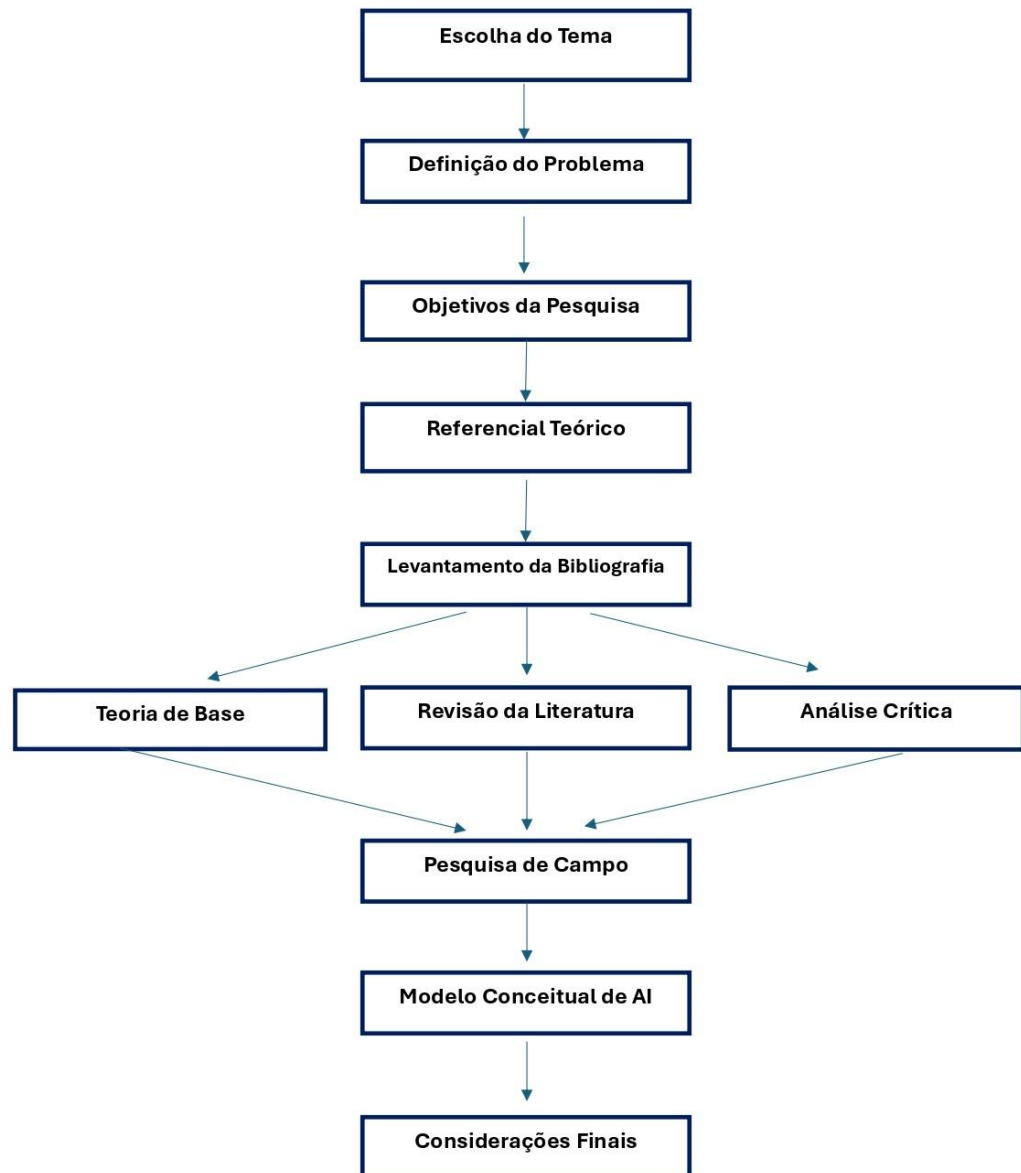 Escolha do Tema
Definição do Problema
Objetivos da Pesquisa
Referencial Teórico
Levantamento da Bibliografia
Teoria de Base
Revisão da Literatura
Análise Crítica
Pesquisa de Campo
Modelo Conceitual de AI
Considerações Finais